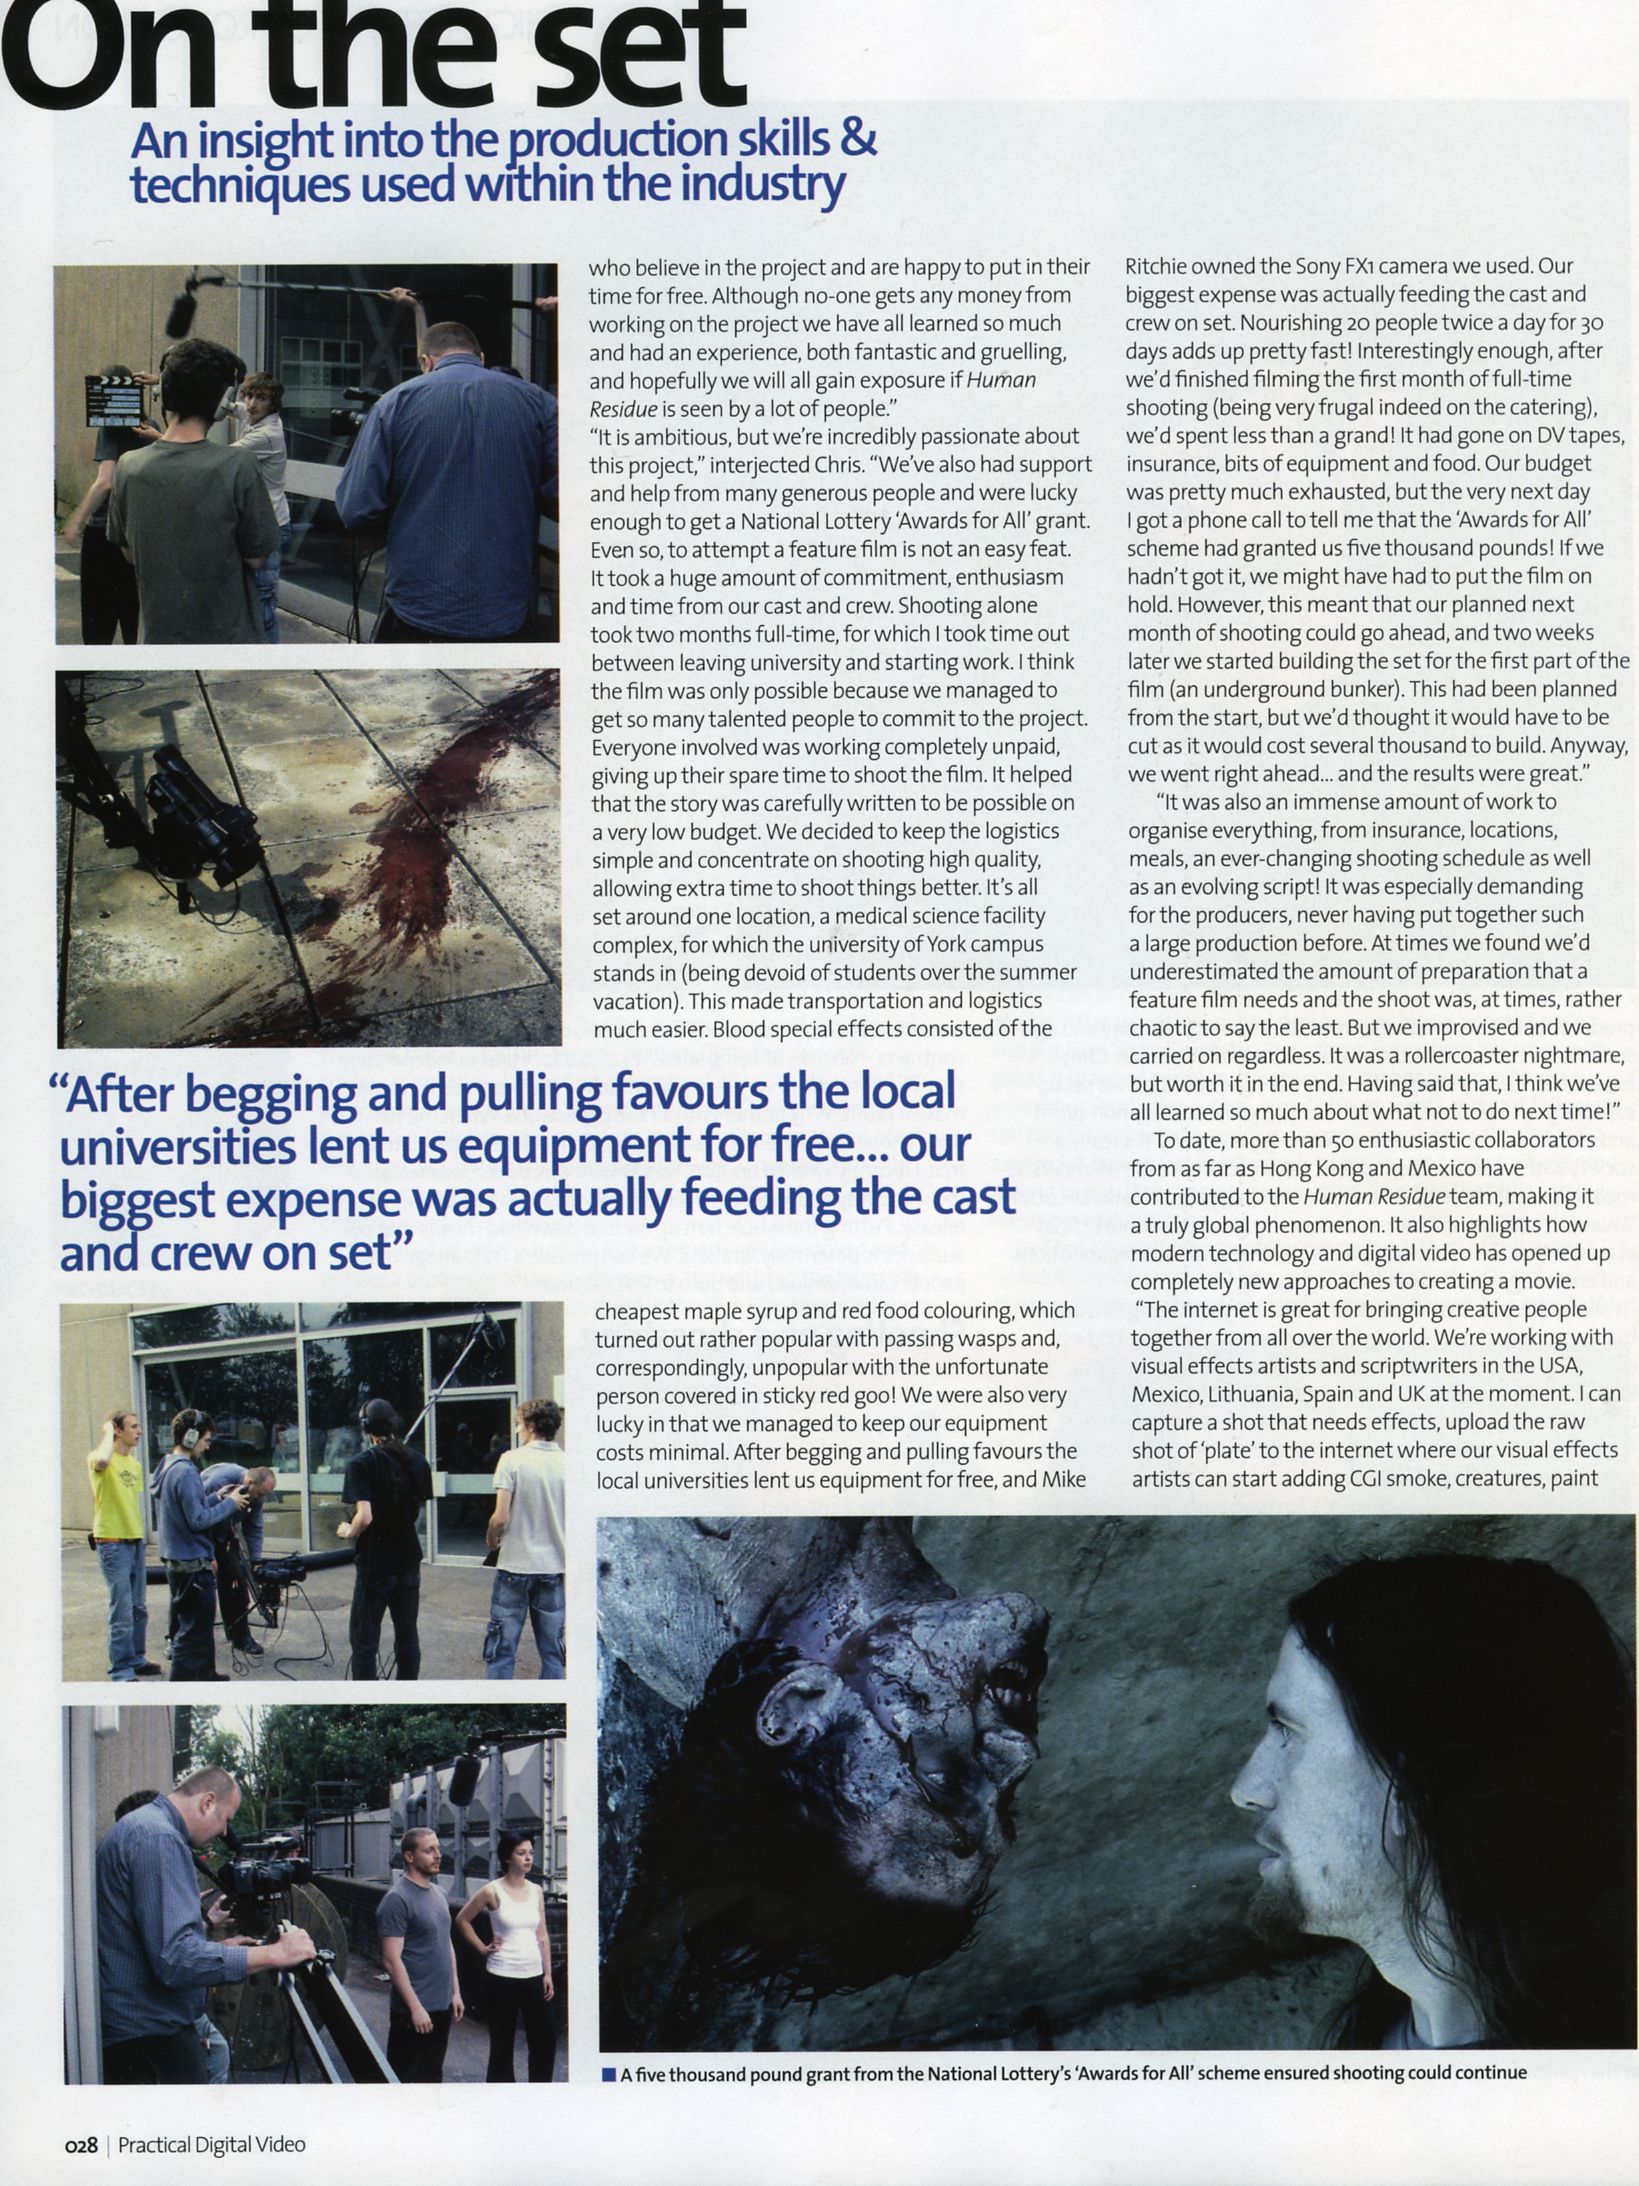 On the set
An insight into the production skills &
techniques used within the industry
who believe in the project and are happy to put in their
time for free. Although no-one gets any money from
working on the project we have all learned so much
and had an experience, both fantastic and gruelling,
and hopefully we will all gain exposure if Human
Residue is seen by a lot of people.”
“It is ambitious, but we’re incredibly passionate about
this project,” interjected Chris. “We’ve also had support
and help from many generous people and were lucky
enough to get a National Lottery ‘Awards for All’ grant.
Even so, to attempt a feature film is not an easy feat.
It took a huge amount of commitment, enthusiasm
and time from our cast and crew. Shooting alone
took two months full-time, for which I took time out
between leaving university and starting work. I think
the film was only possible because we managed to
get so many talented people to commit to the project.
Everyone involved was working completely unpaid,
giving up their spare time to shoot the film. It helped
that the story was carefully written to be possible on
a very low budget. We decided to keep the logistics
simple and concentrate on shooting high quality,
allowing extra time to shoot things better. It’s all
set around one location, a medical science facility
complex, for which the university of York campus
stands in (being devoid of students over the summer
vacation). This made transportation and logistics
much easier. Blood special effects consisted of the
“After begging and pulling favours the local
universities lent us equipment for free... our
biggest expense was actually feeding the cast
and crew on set”
cheapest maple syrup and red food colouring, which
turned out rather popular with passing wasps and,
correspondingly, unpopular with the unfortunate
person covered in sticky red goo! We were also very
lucky in that we managed to keep our equipment
costs minimal. After begging and pulling favours the
local universities lent us equipment for free, and Mike
Ritchie owned the Sony FX1 camera we used. Our
biggest expense was actually feeding the cast and
crew on set. Nourishing 20 people twice a day for 30
days adds up pretty fast! Interestingly enough, after
we’d finished filming the first month of full-time
shooting (being very frugal indeed on the catering),
we’d spent less than a grand! It had gone on DV tapes,
insurance, bits of equipment and food. Our budget
was pretty much exhausted, but the very next day
I got a phone call to tell me that the ‘Awards for All’
scheme had granted us five thousand pounds! If we
hadn’t got it, we might have had to put the film on
hold. However, this meant that our planned next
month of shooting could go ahead, and two weeks
later we started building the set for the first part of the
film (an underground bunker). This had been planned
from the start, but we’d thought it would have to be
cut as it would cost several thousand to build. Anyway,
we went right ahead... and the results were great.”
“It was also an immense amount of work to
organise everything, from insurance, locations,
meals, an ever-changing shooting schedule as well
as an evolving script! It was especially demanding
for the producers, never having put together such
a large production before. At times we found we’d
underestimated the amount of preparation that a
feature film needs and the shoot was, at times, rather
chaotic to say the least. But we improvised and we
carried on regardless. It was a rollercoaster nightmare,
but worth it in the end. Having said that, I think we’ve
all learned so much about what not to do next time!”
To date, more than 50 enthusiastic collaborators
from as far as Hong Kong and Mexico have
contributed to the Human Residue team, making it
a truly global phenomenon. It also highlights how
modern technology and digital video has opened up
completely new approaches to creating a movie.
“The internet is great for bringing creative people
together from all over the world. We’re working with
visual effects artists and scriptwriters in the USA,
Mexico, Lithuania, Spain and UK at the moment. I can
capture a shot that needs effects, upload the raw
shot of ‘plate’ to the internet where our visual effects
artists can start adding CGI smoke, creatures, paint
■ A five thousand pound grant from the National Lottery’s ‘Awards for All’ scheme ensured shooting could continue
028 | Practical Digital Video